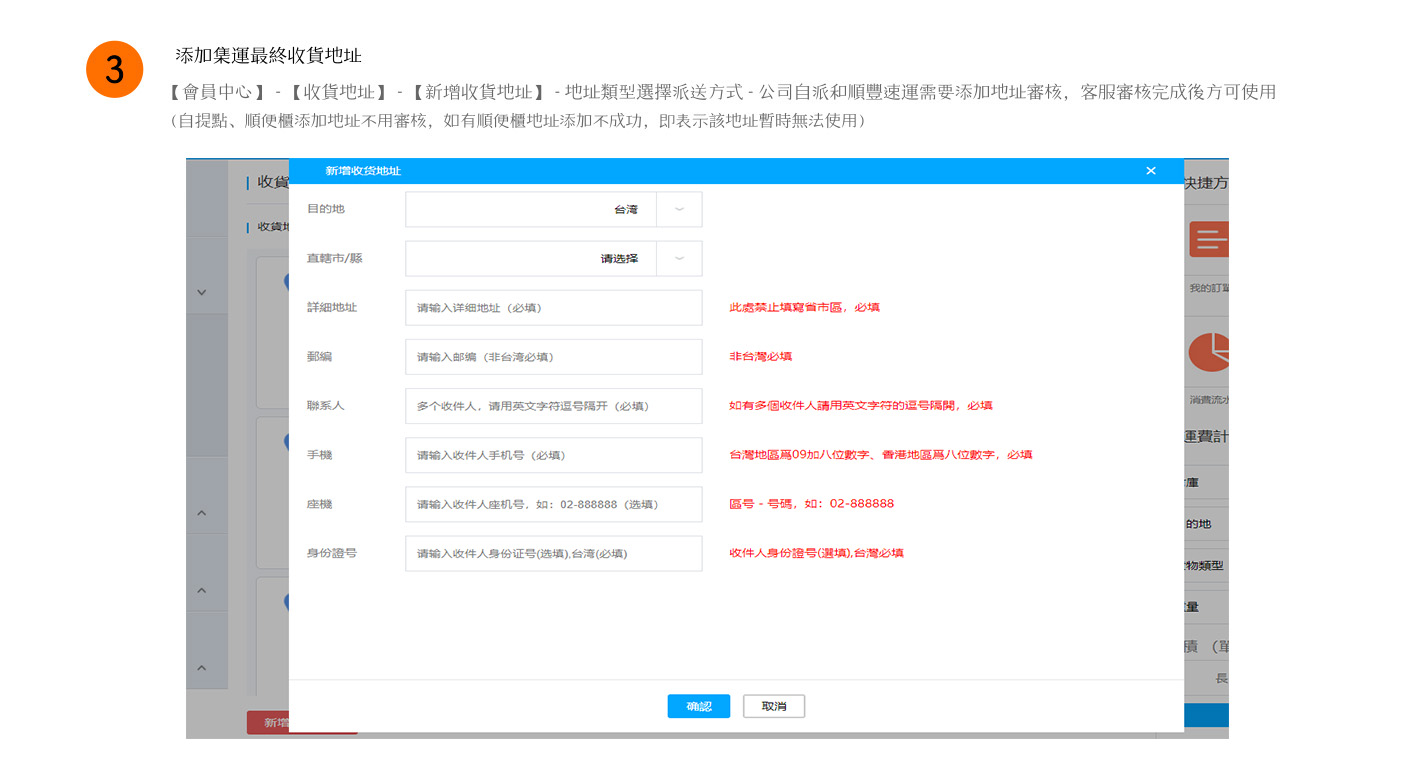 3
添加集運最終收貨地址
【會員中心】-【收貨地址】-【新增收貨地址】- 地址類型選擇派送方式 - 公司自派和順豐速運需要添加地址審核，客服審核完成後方可使用
（自提點、順便櫃添加地址不用審核，如有順便櫃地址添加不成功，即表示該地址暫時無法使用）
新增收货地址
收貨
快捷方
目的地
台湾
收貨地
直轄市/縣
请选择
我的訂單
詳細地址
请输入详细地址（必填）
此處禁止填寫省市區，必填
郵編
请输入邮编（非台湾必填）
非台灣必填
聯系人
多个收件人，请用英文字符逗号隔开（必填）
如有多個收件人請用英文字符的逗号隔開，必填
消費流水
運費計
手機
请输入收件人手机号（必填）
台灣地區爲09加八位數字、香港地區爲八位數字，必填
庫
座機
请输入收件人座机号，如：02-888888（选填）
區号 - 号碼，如：02-888888
的地
身份證号
请输入收件人身份证号(选填),台湾(必填)
收件人身份證号(選填),台灣必填
物類型
量
積（單
長
确認
取消
新增